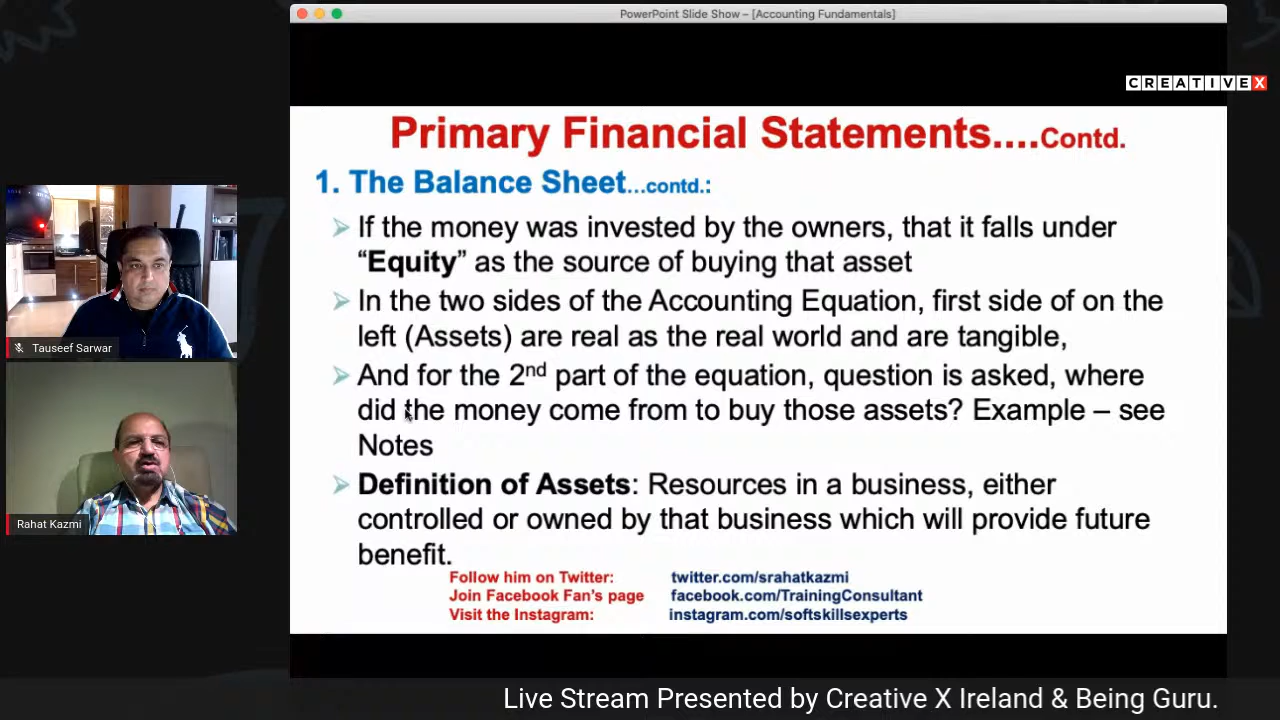 PowerPoint Slide Show – [Accounting Fundamentals]
CREATIVEX
Primary Financial Statements....Contd.
1. The Balance Sheet...contd.:
If the money was invested by the owners, that it falls under
“Equity” as the source of buying that asset
In the two sides of the Accounting Equation, first side of on the
left (Assets) are real as the real world and are tangible,
And for the 2nd part of the equation, question is asked, where
did the money come from to buy those assets? Example – see
Notes
Definition of Assets: Resources in a business, either
controlled or owned by that business which will provide future
benefit.
Follow him on Twitter: twitter.com/srahatkazmi
Join Facebook Fan’s page facebook.com/TrainingConsultant
Visit the Instagram: instagram.com/softskillsexperts
Tauseef Sarwar
Rahat Kazmi
Live Stream Presented by Creative X Ireland & Being Guru.